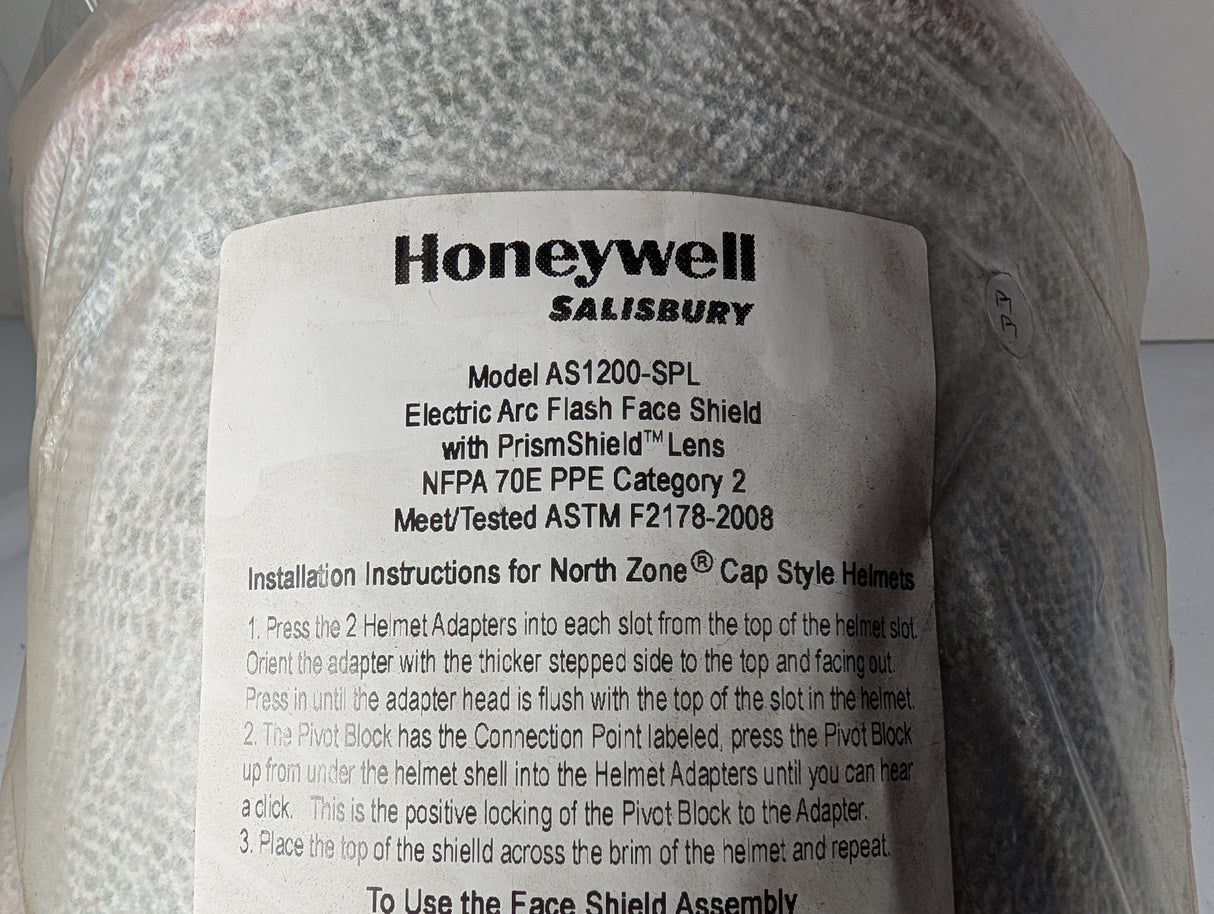 Honeywell
SALISBURY
Model AS1200-SPL
Electric Arc Flash Face Shield
with PrismShield™ Lens
NFPA 70E PPE Category 2
Meet/Tested ASTM F2178-2008
Installation Instructions for North Zone® Cap Style Helmets
1. Press the 2 Helmet Adapters into each slot from the top of the helmet slot.
Orient the adapter with the thicker stepped side to the top and facing out.
Press in until the adapter head is flush with the top of the slot in the helmet.
2. The Pivot Block has the Connection Point labeled, press the Pivot Block
up from under the helmet shell into the Helmet Adapters until you can hear
a click. This is the positive locking of the Pivot Block to the Adapter.
3. Place the top of the shielld across the brim of the helmet and repeat.
To Use the Face Shield Assembly